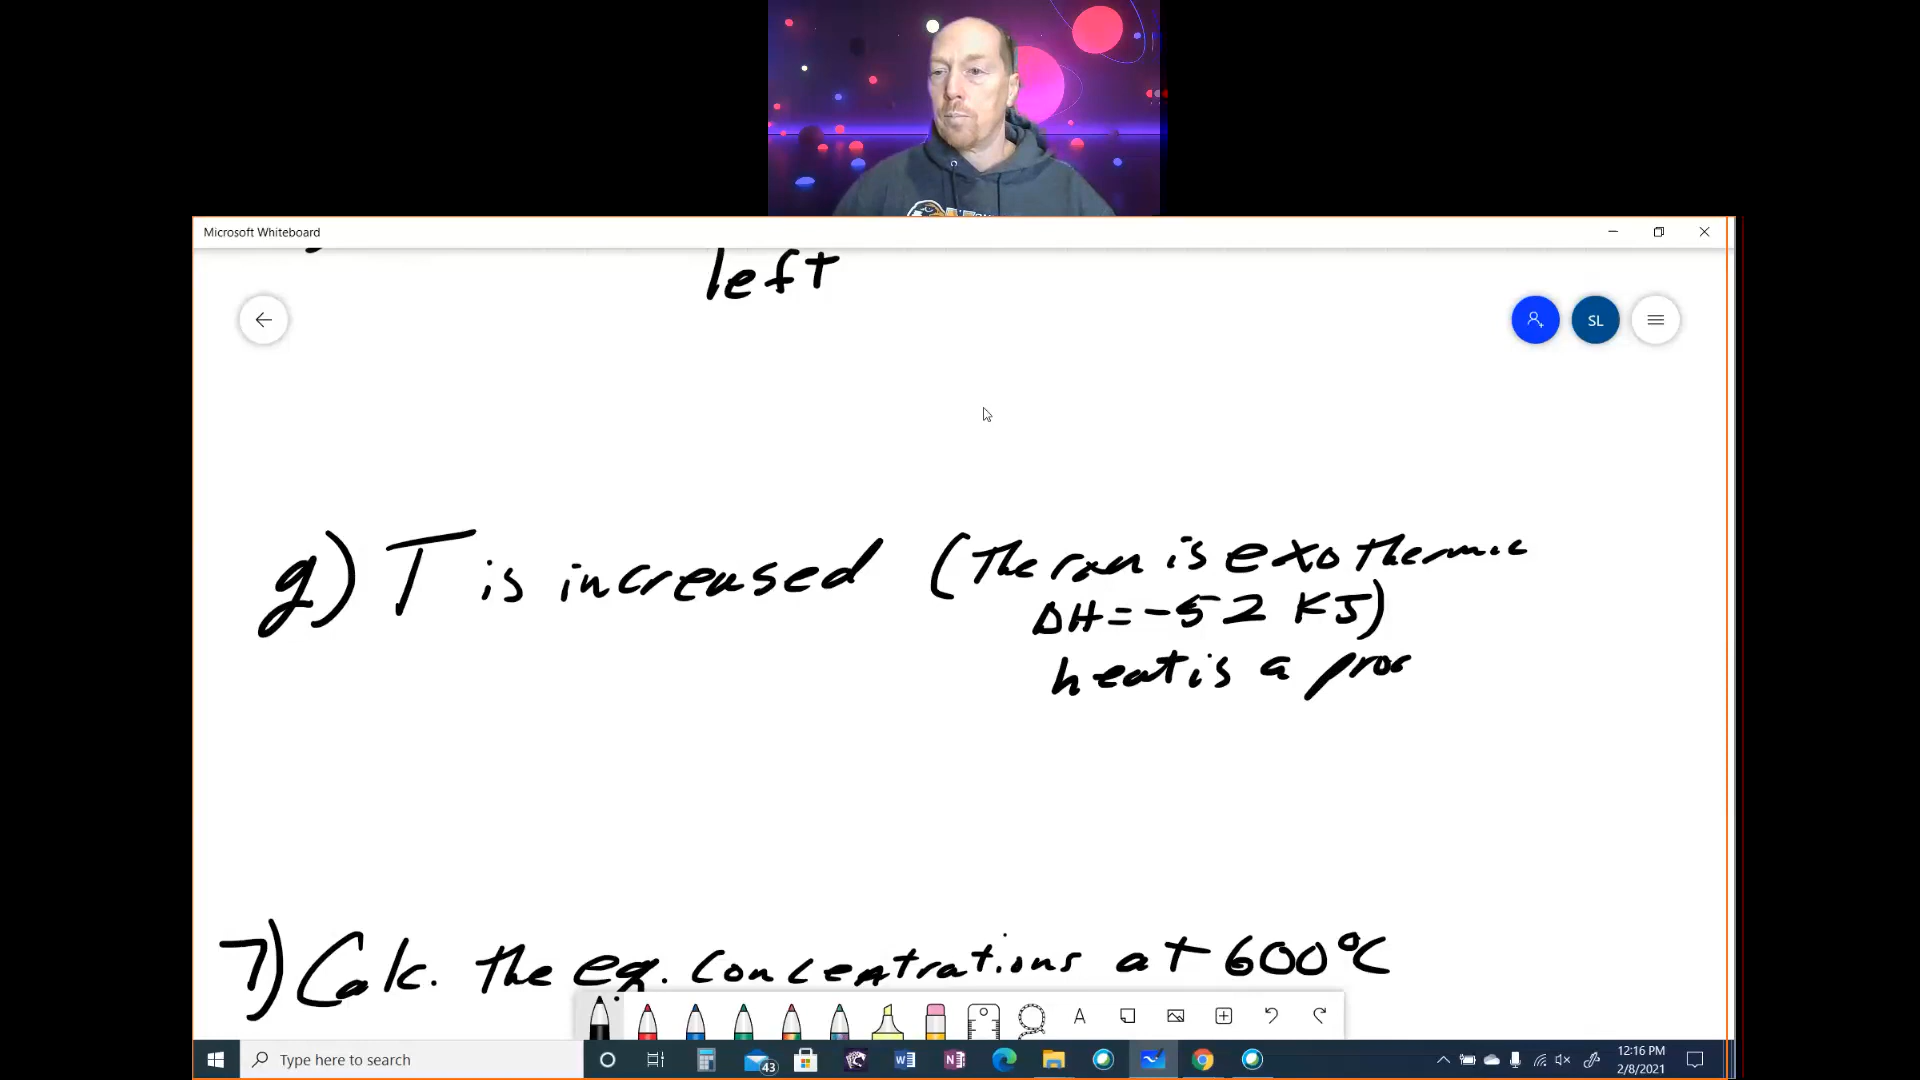 Microsoft Whiteboard
left
SL
g) T is increased (The rxn is exothermic
ΔH = -52 KJ)
heat is a proc
7) Calc. the eq. concentrations at 600°C
A
Type here to search
43
12:16 PM
2/8/2021